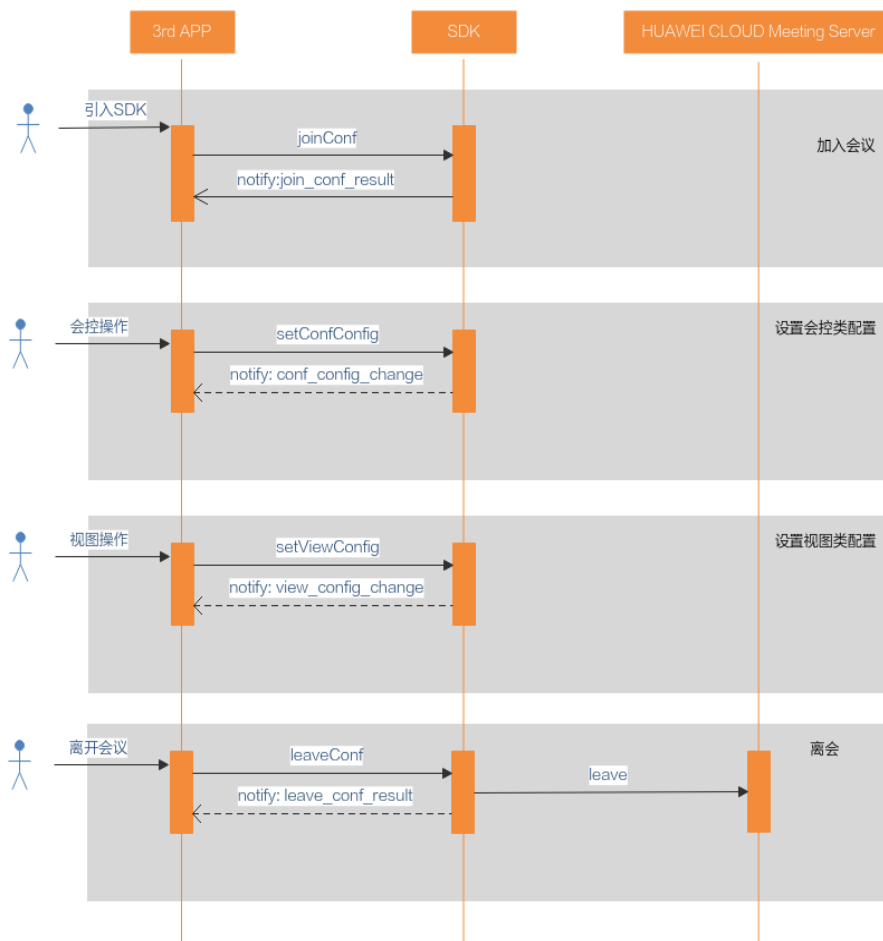 3rd APP
SDK
HUAWEI CLOUD Meeting Server
引入SDK
joinConf
加入会议
notify:join_conf_result
会控操作
setConfConfig
设置会控类配置
notify: conf_config_change
视图操作
setViewConfig
设置视图类配置
notify: view_config_change
离开会议
leaveConf
离会
leave
notify: leave_conf_result